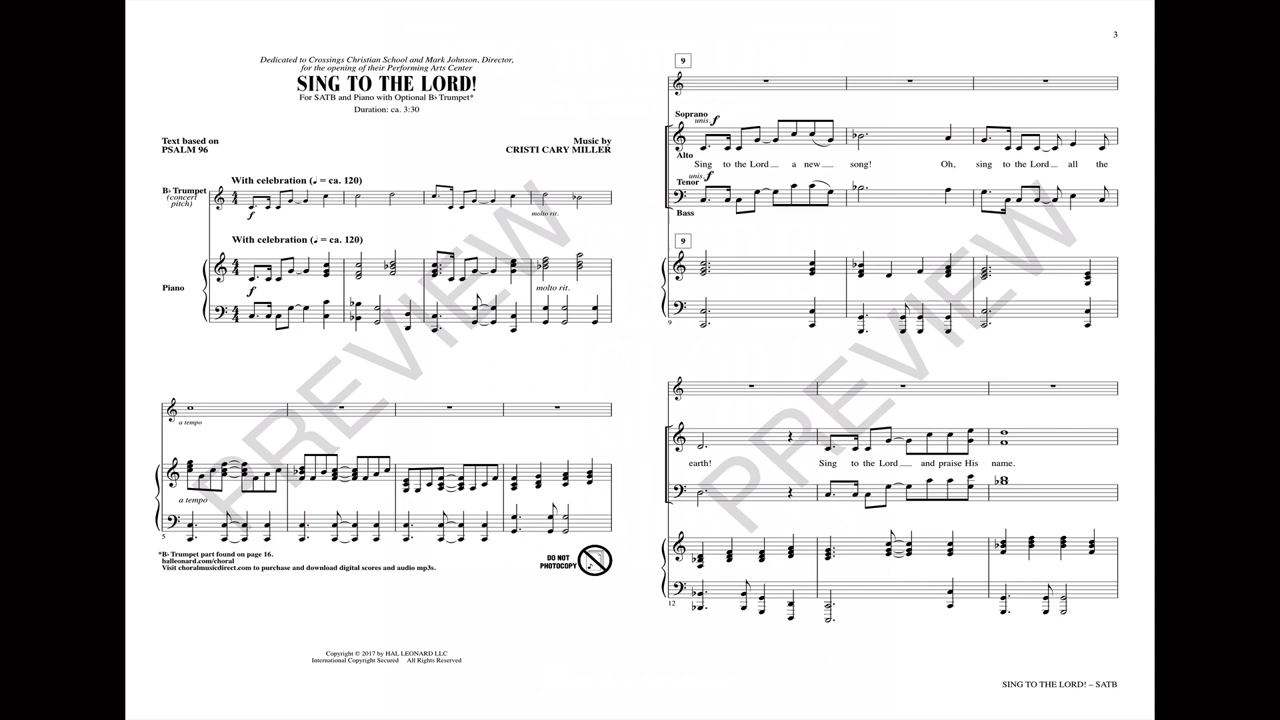 Dedicated to Crossings Christian School and Mark Johnson, Director,
for the opening of their Performing Arts Center
SING TO THE LORD!
For SATB and Piano with Optional B♭ Trumpet*
Duration: ca. 3:30
Text based on
PSALM 96
Music by
CRISTI CARY MILLER
With celebration (♩ = ca. 120)
B♭ Trumpet
(concert
pitch)
f
molto rit.
With celebration (♩ = ca. 120)
Piano
f
molto rit.
a tempo
a tempo
5
*B♭ Trumpet part found on page 16.
halleonard.com/choral
Visit choralmusicdirect.com to purchase and download digital scores and audio mp3s.
DO NOT
PHOTOCOPY
Copyright © 2017 by HAL LEONARD LLC
International Copyright Secured All Rights Reserved
PREVIEW
3
9
Soprano
unis. f
Alto
Sing to the Lord a new song! Oh, sing to the Lord all the
unis. f
Tenor
Bass
9
9
earth! Sing to the Lord and praise His name.
12
PREVIEW
SING TO THE LORD! – SATB